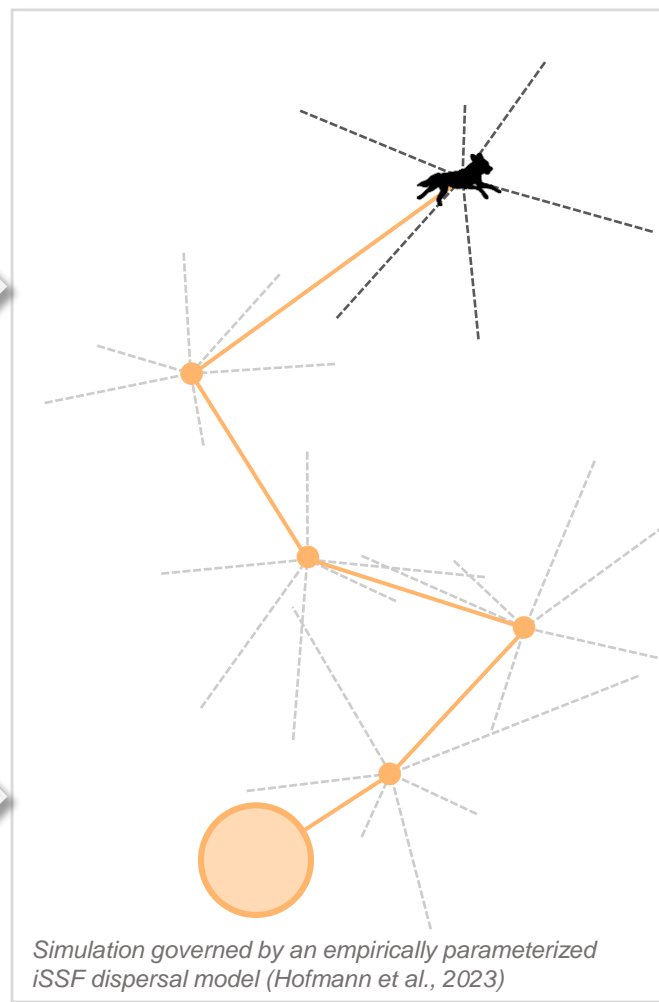 Simulation governed by an empirically parameterized
iSSF dispersal model (Hofmann et al., 2023)